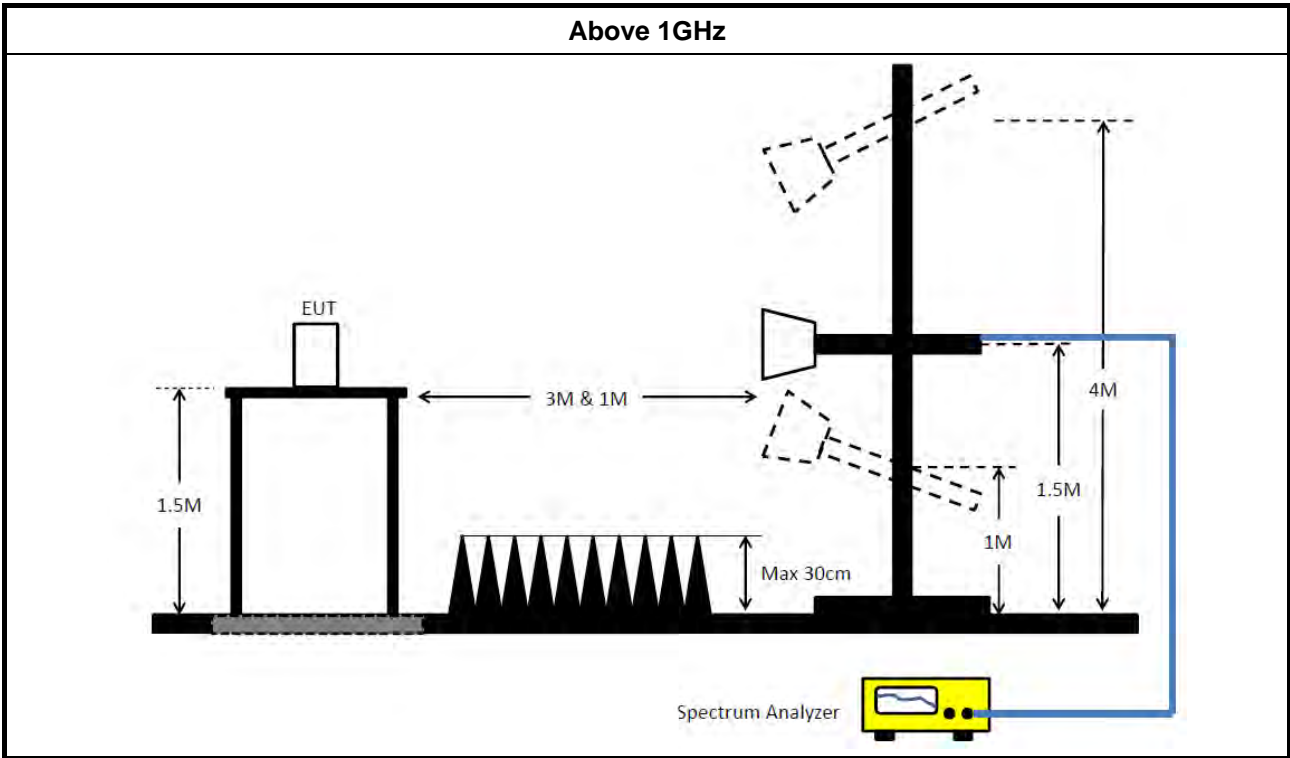 Above 1GHz
EUT
3M & 1M
4M
1.5M
1.5M
1M
Max 30cm
Spectrum Analyzer